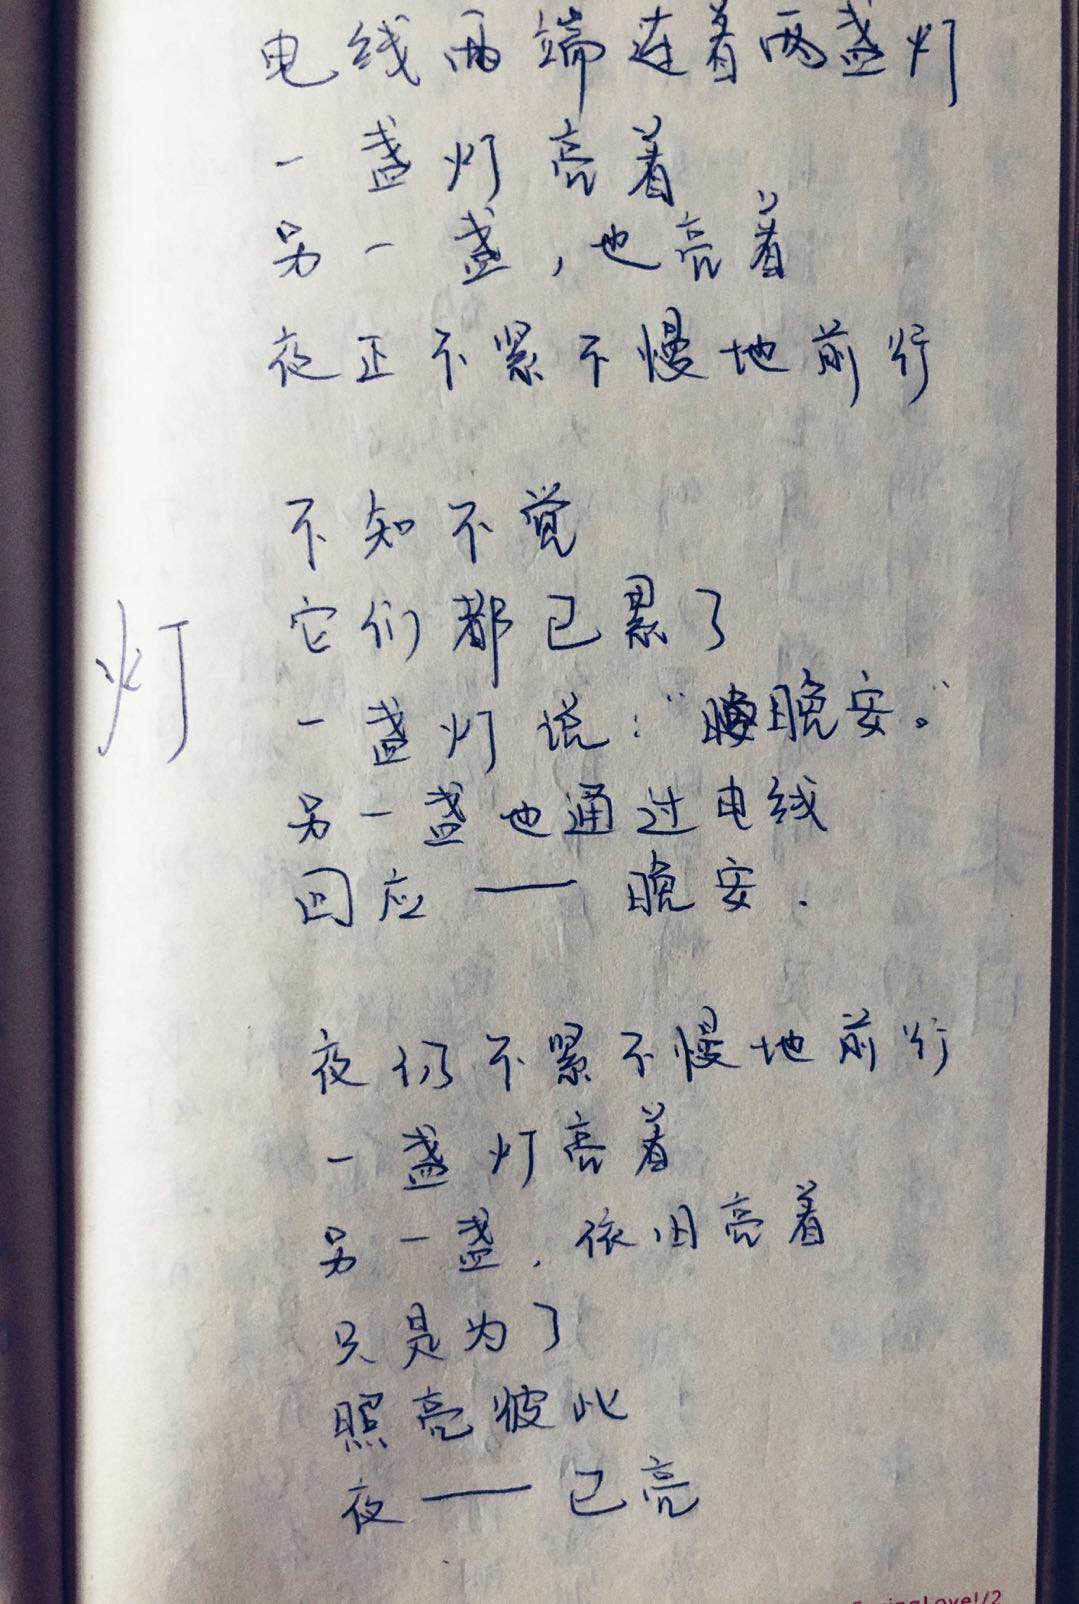 电线两端连着两盏灯
一盏灯亮着
另一盏，也亮着
夜正不紧不慢地前行
不知不觉
它们都已累了
灯
一盏灯说："晚安。"
另一盏也通过电线
回应——晚安.
夜仍不紧不慢地前行
一盏灯亮着
另一盏.依旧亮着
只是为了
照亮彼此
夜——已亮
Love!/2